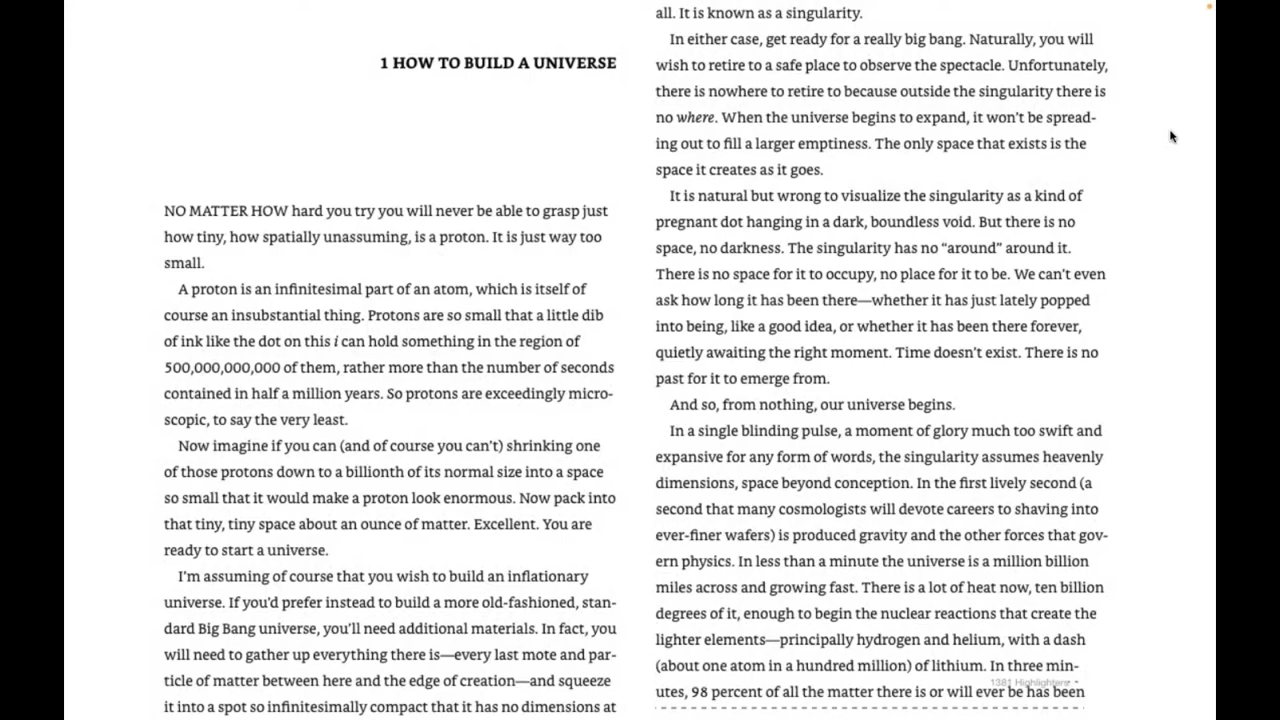 1 HOW TO BUILD A UNIVERSE
NO MATTER HOW hard you try you will never be able to grasp just
how tiny, how spatially unassuming, is a proton. It is just way too
small.
A proton is an infinitesimal part of an atom, which is itself of
course an insubstantial thing. Protons are so small that a little dib
of ink like the dot on this i can hold something in the region of
500,000,000,000 of them, rather more than the number of seconds
contained in half a million years. So protons are exceedingly micro-
scopic, to say the very least.
Now imagine if you can (and of course you can't) shrinking one
of those protons down to a billionth of its normal size into a space
so small that it would make a proton look enormous. Now pack into
that tiny, tiny space about an ounce of matter. Excellent. You are
ready to start a universe.
I'm assuming of course that you wish to build an inflationary
universe. If you'd prefer instead to build a more old-fashioned, stan-
dard Big Bang universe, you'll need additional materials. In fact, you
will need to gather up everything there is—every last mote and par-
ticle of matter between here and the edge of creation—and squeeze
it into a spot so infinitesimally compact that it has no dimensions at
all. It is known as a singularity.
In either case, get ready for a really big bang. Naturally, you will
wish to retire to a safe place to observe the spectacle. Unfortunately,
there is nowhere to retire to because outside the singularity there is
no where. When the universe begins to expand, it won't be spread-
ing out to fill a larger emptiness. The only space that exists is the
space it creates as it goes.
It is natural but wrong to visualize the singularity as a kind of
pregnant dot hanging in a dark, boundless void. But there is no
space, no darkness. The singularity has no “around” around it.
There is no space for it to occupy, no place for it to be. We can't even
ask how long it has been there—whether it has just lately popped
into being, like a good idea, or whether it has been there forever,
quietly awaiting the right moment. Time doesn't exist. There is no
past for it to emerge from.
And so, from nothing, our universe begins.
In a single blinding pulse, a moment of glory much too swift and
expansive for any form of words, the singularity assumes heavenly
dimensions, space beyond conception. In the first lively second (a
second that many cosmologists will devote careers to shaving into
ever-finer wafers) is produced gravity and the other forces that gov-
ern physics. In less than a minute the universe is a million billion
miles across and growing fast. There is a lot of heat now, ten billion
degrees of it, enough to begin the nuclear reactions that create the
lighter elements—principally hydrogen and helium, with a dash
(about one atom in a hundred million) of lithium. In three min-
1381 Highlighters
utes, 98 percent of all the matter there is or will ever be has been